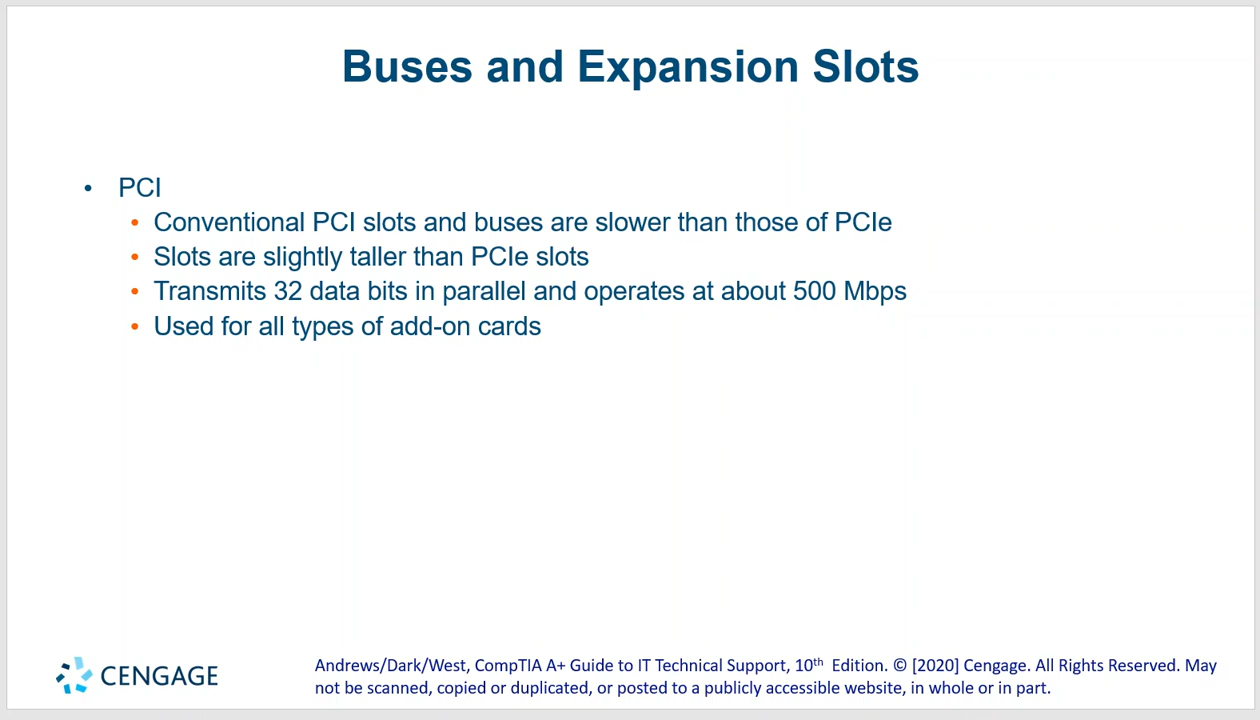 Buses and Expansion Slots
• PCI
• Conventional PCI slots and buses are slower than those of PCIe
• Slots are slightly taller than PCIe slots
• Transmits 32 data bits in parallel and operates at about 500 Mbps
• Used for all types of add-on cards
CENGAGE
Andrews/Dark/West, CompTIA A+ Guide to IT Technical Support, 10th Edition. © [2020] Cengage. All Rights Reserved. May
not be scanned, copied or duplicated, or posted to a publicly accessible website, in whole or in part.